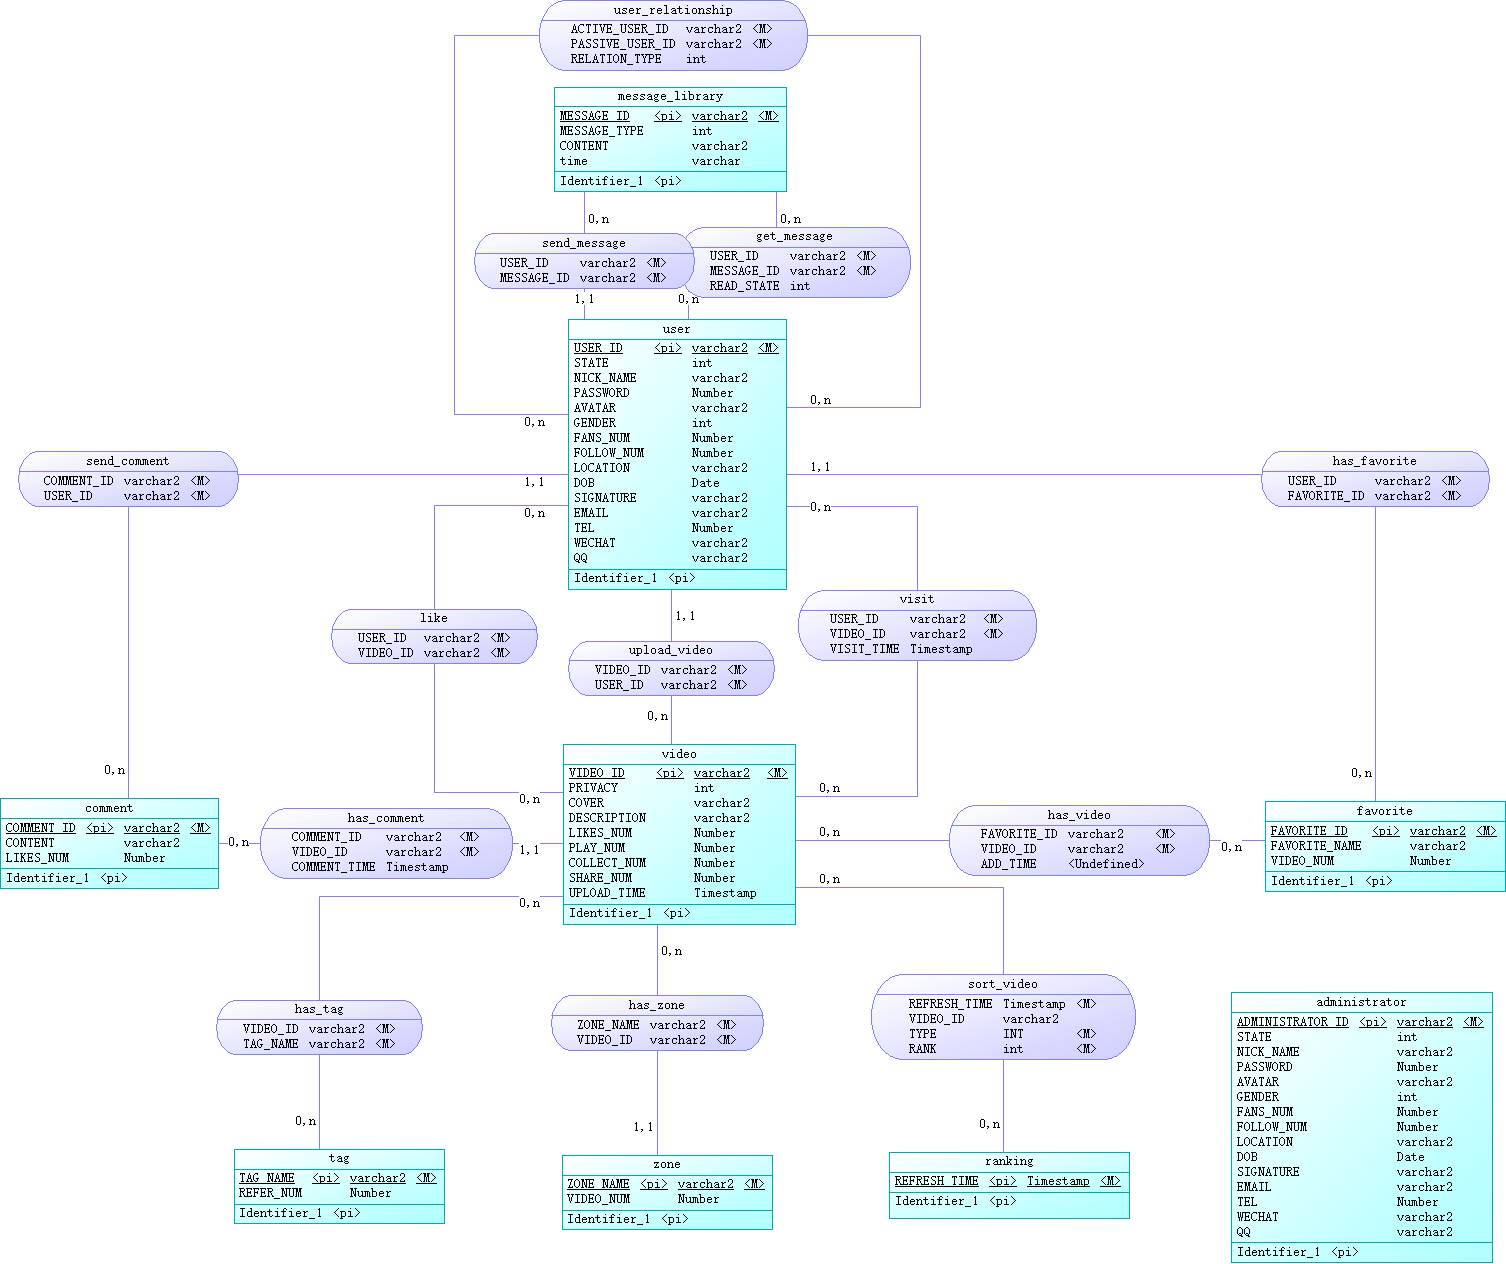 user_relationship
ACTIVE_USER_ID varchar2 <M>
PASSIVE_USER_ID varchar2 <M>
RELATION_TYPE int
message_library
MESSAGE_ID <pi> varchar2 <M>
MESSAGE_TYPE int
CONTENT varchar2
time varchar
Identifier_1 <pi>
0,n
0,n
send_message
USER_ID varchar2 <M>
MESSAGE_ID varchar2 <M>
get_message
USER_ID varchar2 <M>
MESSAGE_ID varchar2 <M>
READ_STATE int
1,1
0,n
user
USER_ID <pi> varchar2 <M>
STATE int
NICK_NAME varchar2
PASSWORD Number
AVATAR varchar2
GENDER int
FANS_NUM Number
FOLLOW_NUM Number
LOCATION varchar2
DOB Date
SIGNATURE varchar2
EMAIL varchar2
TEL Number
WECHAT varchar2
QQ varchar2
Identifier_1 <pi>
0,n
0,n
send_comment
COMMENT_ID varchar2 <M>
USER_ID varchar2 <M>
1,1
1,1
has_favorite
USER_ID varchar2 <M>
FAVORITE_ID varchar2 <M>
0,n
0,n
like
USER_ID varchar2 <M>
VIDEO_ID varchar2 <M>
1,1
visit
USER_ID varchar2 <M>
VIDEO_ID varchar2 <M>
VISIT_TIME Timestamp
upload_video
VIDEO_ID varchar2 <M>
USER_ID varchar2 <M>
0,n
video
VIDEO_ID <pi> varchar2 <M>
PRIVACY int
COVER varchar2
DESCRIPTION varchar2
LIKES_NUM Number
PLAY_NUM Number
COLLECT_NUM Number
SHARE_NUM Number
UPLOAD_TIME Timestamp
Identifier_1 <pi>
0,n
0,n
0,n
0,n
comment
COMMENT_ID <pi> varchar2 <M>
CONTENT varchar2
LIKES_NUM Number
Identifier_1 <pi>
0,n
has_comment
COMMENT_ID varchar2 <M>
VIDEO_ID varchar2 <M>
COMMENT_TIME Timestamp
1,1
0,n
has_video
FAVORITE_ID varchar2 <M>
VIDEO_ID varchar2 <M>
ADD_TIME <Undefined>
0,n
favorite
FAVORITE_ID <pi> varchar2 <M>
FAVORITE_NAME varchar2
VIDEO_NUM Number
Identifier_1 <pi>
0,n
0,n
0,n
has_tag
VIDEO_ID varchar2 <M>
TAG_NAME varchar2 <M>
has_zone
ZONE_NAME varchar2 <M>
VIDEO_ID varchar2 <M>
sort_video
REFRESH_TIME Timestamp <M>
VIDEO_ID varchar2
TYPE INT <M>
RANK int <M>
0,n
1,1
0,n
tag
TAG_NAME <pi> varchar2 <M>
REFER_NUM Number
Identifier_1 <pi>
zone
ZONE_NAME <pi> varchar2 <M>
VIDEO_NUM Number
Identifier_1 <pi>
ranking
REFRESH_TIME <pi> Timestamp <M>
Identifier_1 <pi>
administrator
ADMINISTRATOR_ID <pi> varchar2 <M>
STATE int
NICK_NAME varchar2
PASSWORD Number
AVATAR varchar2
GENDER int
FANS_NUM Number
FOLLOW_NUM Number
LOCATION varchar2
DOB Date
SIGNATURE varchar2
EMAIL varchar2
TEL Number
WECHAT varchar2
QQ varchar2
Identifier_1 <pi>